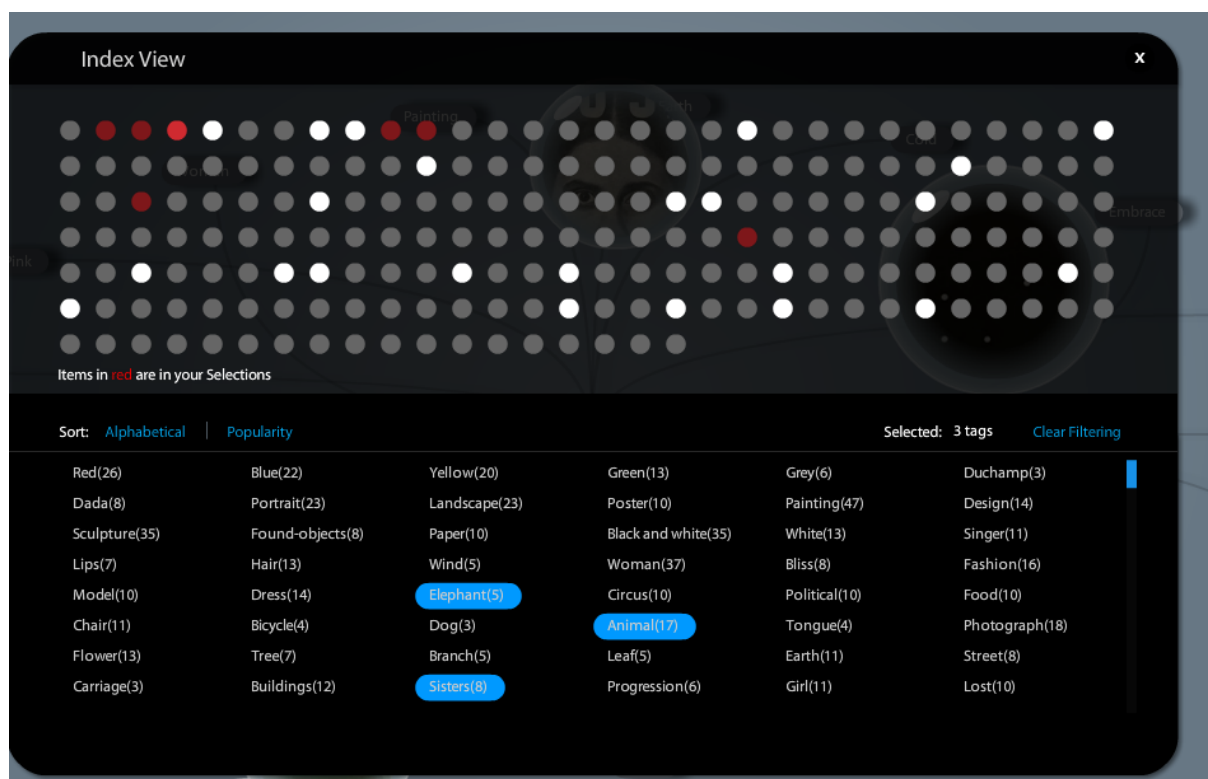 Index View
x
Painting
th
Cold
Embrace
ink
Items in red are in your Selections
Sort: Alphabetical | Popularity Selected: 3 tags Clear Filtering
Red(26) Blue(22) Yellow(20) Green(13) Grey(6) Duchamp(3)
Dada(8) Portrait(23) Landscape(23) Poster(10) Painting(47) Design(14)
Sculpture(35) Found-objects(8) Paper(10) Black and white(35) White(13) Singer(11)
Lips(7) Hair(13) Wind(5) Woman(37) Bliss(8) Fashion(16)
Model(10) Dress(14) Elephant(5) Circus(10) Political(10) Food(10)
Chair(11) Bicycle(4) Dog(3) Animal(17) Tongue(4) Photograph(18)
Flower(13) Tree(7) Branch(5) Leaf(5) Earth(11) Street(8)
Carriage(3) Buildings(12) Sisters(8) Progression(6) Girl(11) Lost(10)